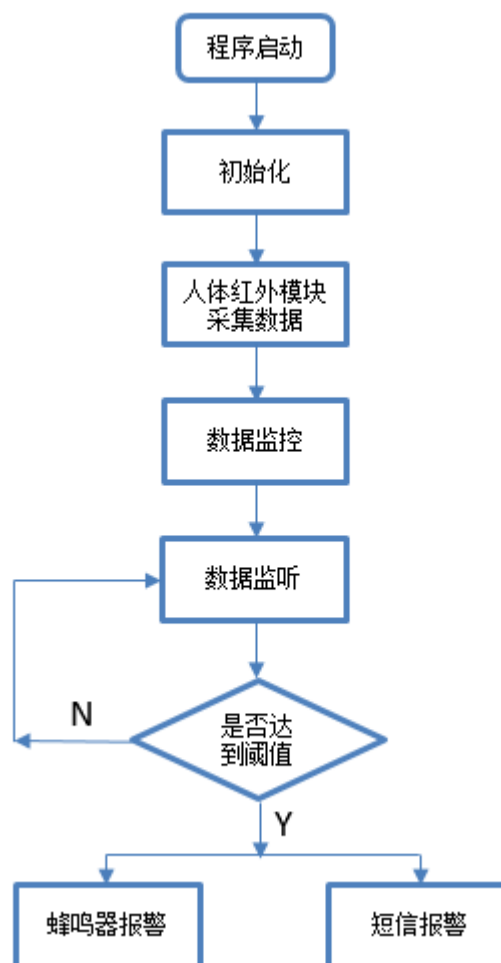 程序启动
初始化
人体红外模块
采集数据
数据监控
数据监听
是否达
到阈值
N
Y
蜂鸣器报警
短信报警